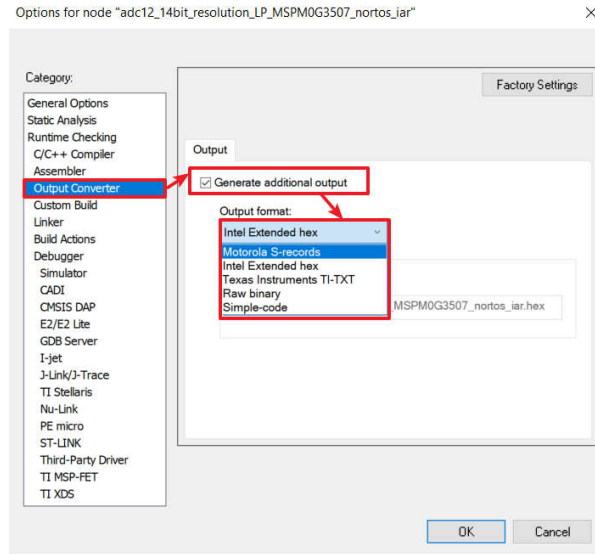 Options for node "adc12_14bit_resolution_LP_MSPM0G3507_nortos_iar"
Category:
Factory Settings
General Options
Static Analysis
Runtime Checking
C/C++ Compiler
Assembler
Output Converter
Custom Build
Linker
Build Actions
Debugger
Simulator
CADI
CMSIS DAP
E2/E2 Lite
GDB Server
I-jet
J-Link/J-Trace
TI Stellaris
Nu-Link
PE micro
ST-LINK
Third-Party Driver
TI MSP-FET
TI XDS
Output
Generate additional output
Output format:
Intel Extended hex
Motorola S-records
Intel Extended hex
Texas Instruments TI-TXT
Raw binary
Simple-code
_MSPM0G3507_nortos_iar.hex
OK
Cancel